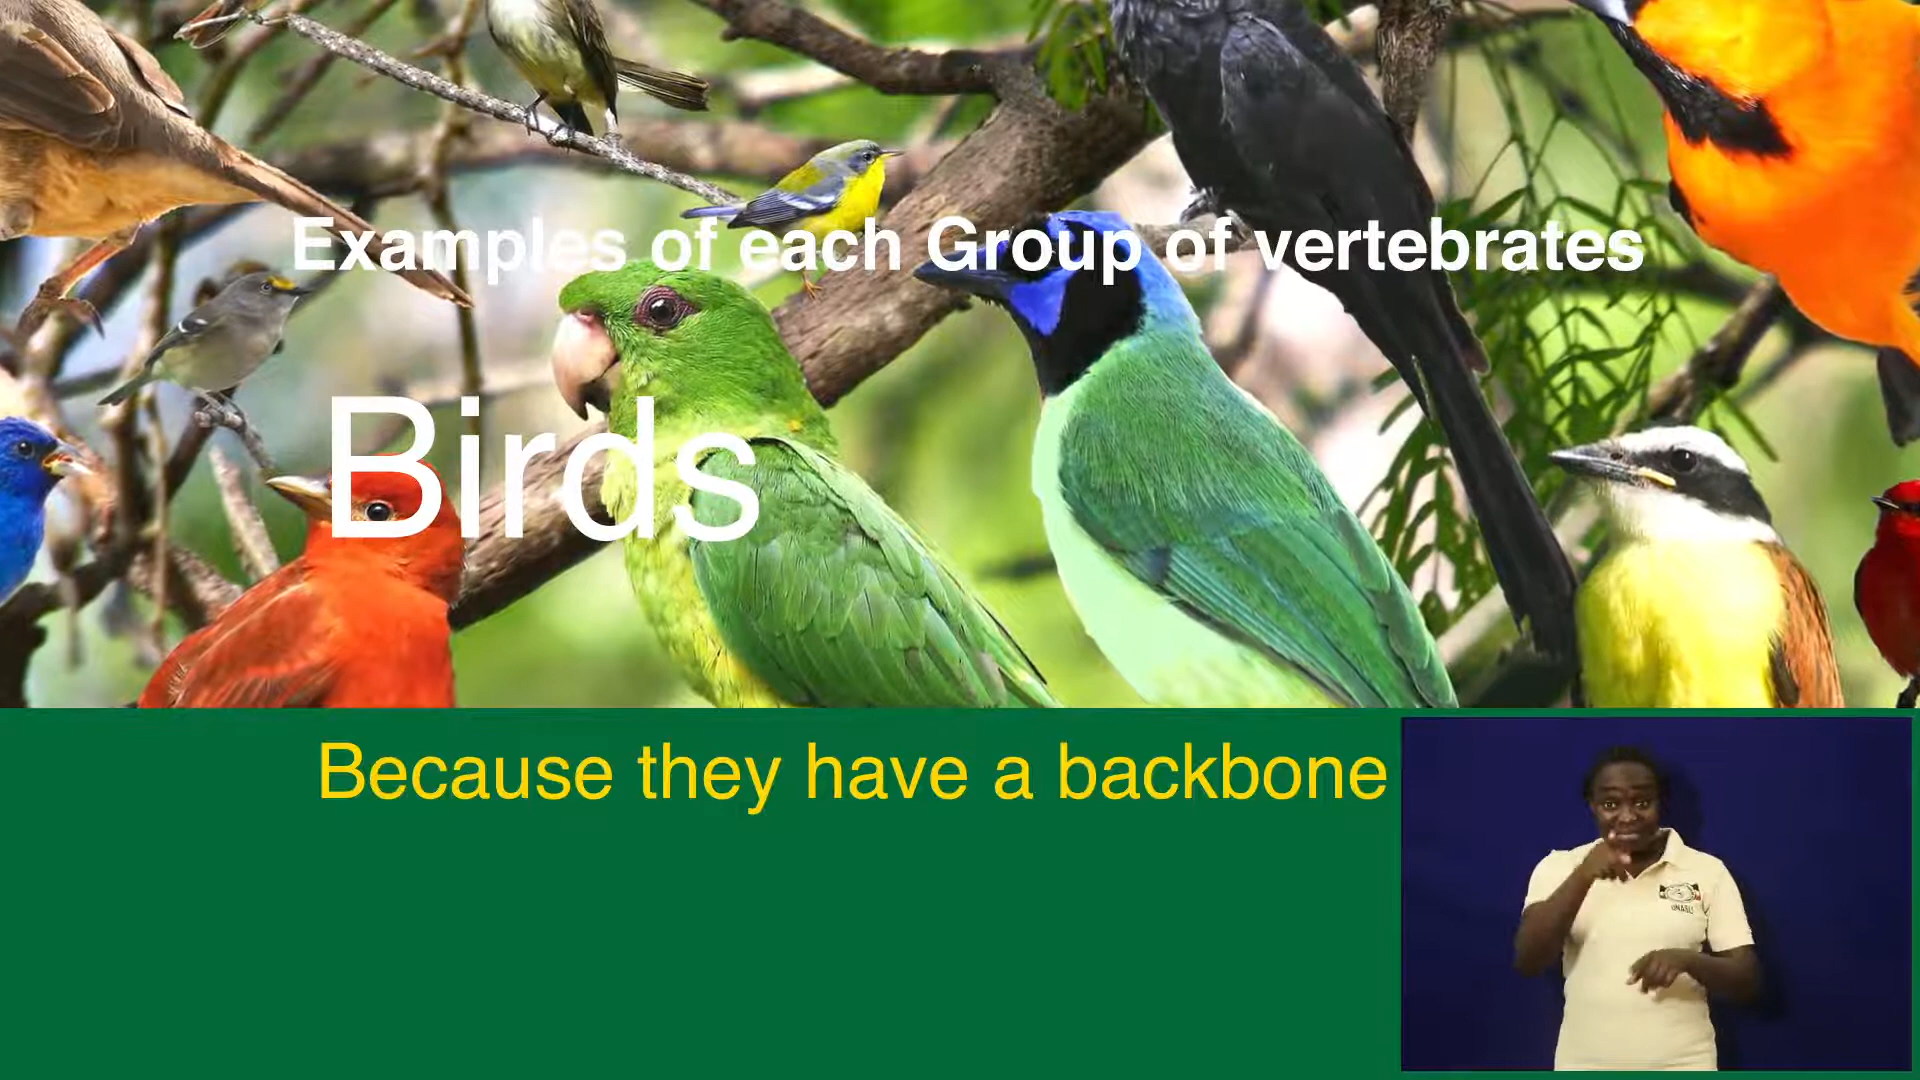 Examples of each Group of vertebrates
Birds
Because they have a backbone